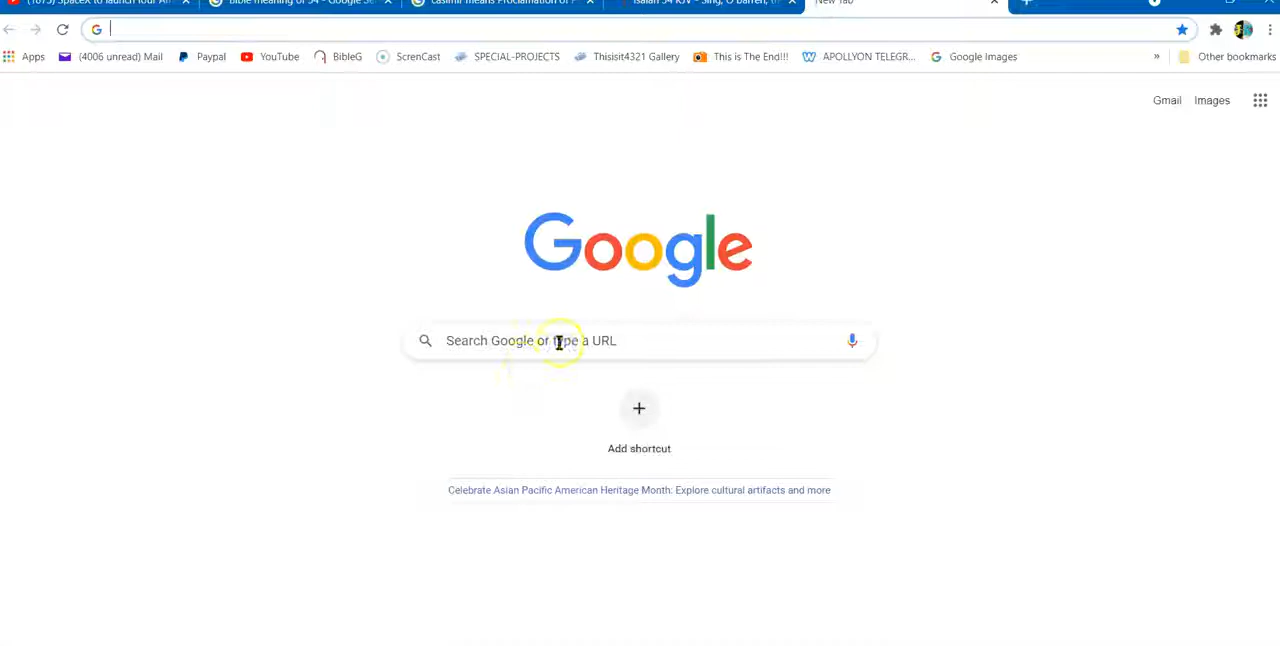 (1873) SpaceX to launch four Am
Bible meaning of 54 - Google Se
casimir means Proclamation of P
Isaiah 54 KJV - Sing, O barren, (th
New Tab
Apps
(4006 unread) Mail
Paypal
YouTube
BibleG
ScrenCast
SPECIAL-PROJECTS
Thisisit4321 Gallery
This is The End!!!
APOLLYON TELEGR...
Google Images
»
Other bookmarks
Gmail
Images
Google
Search Google or type a URL
Add shortcut
Celebrate Asian Pacific American Heritage Month: Explore cultural artifacts and more